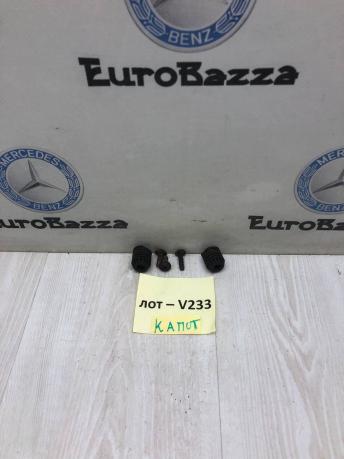 BENZ
EuroBazza
MERCEDES
BENZ
MERCEDES
BENZ
EuroBazza
EuroBazza
лот – V233
КАПОТ